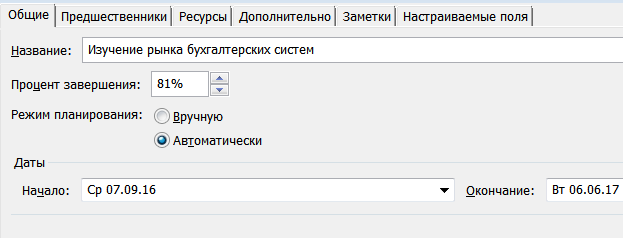 Общие Предшественники Ресурсы Дополнительно Заметки Настраиваемые поля
Название: Изучение рынка бухгалтерских систем
Процент завершения: 81%
Режим планирования: Вручную
Автоматически
Даты
Начало: Ср 07.09.16 Окончание: Вт 06.06.17